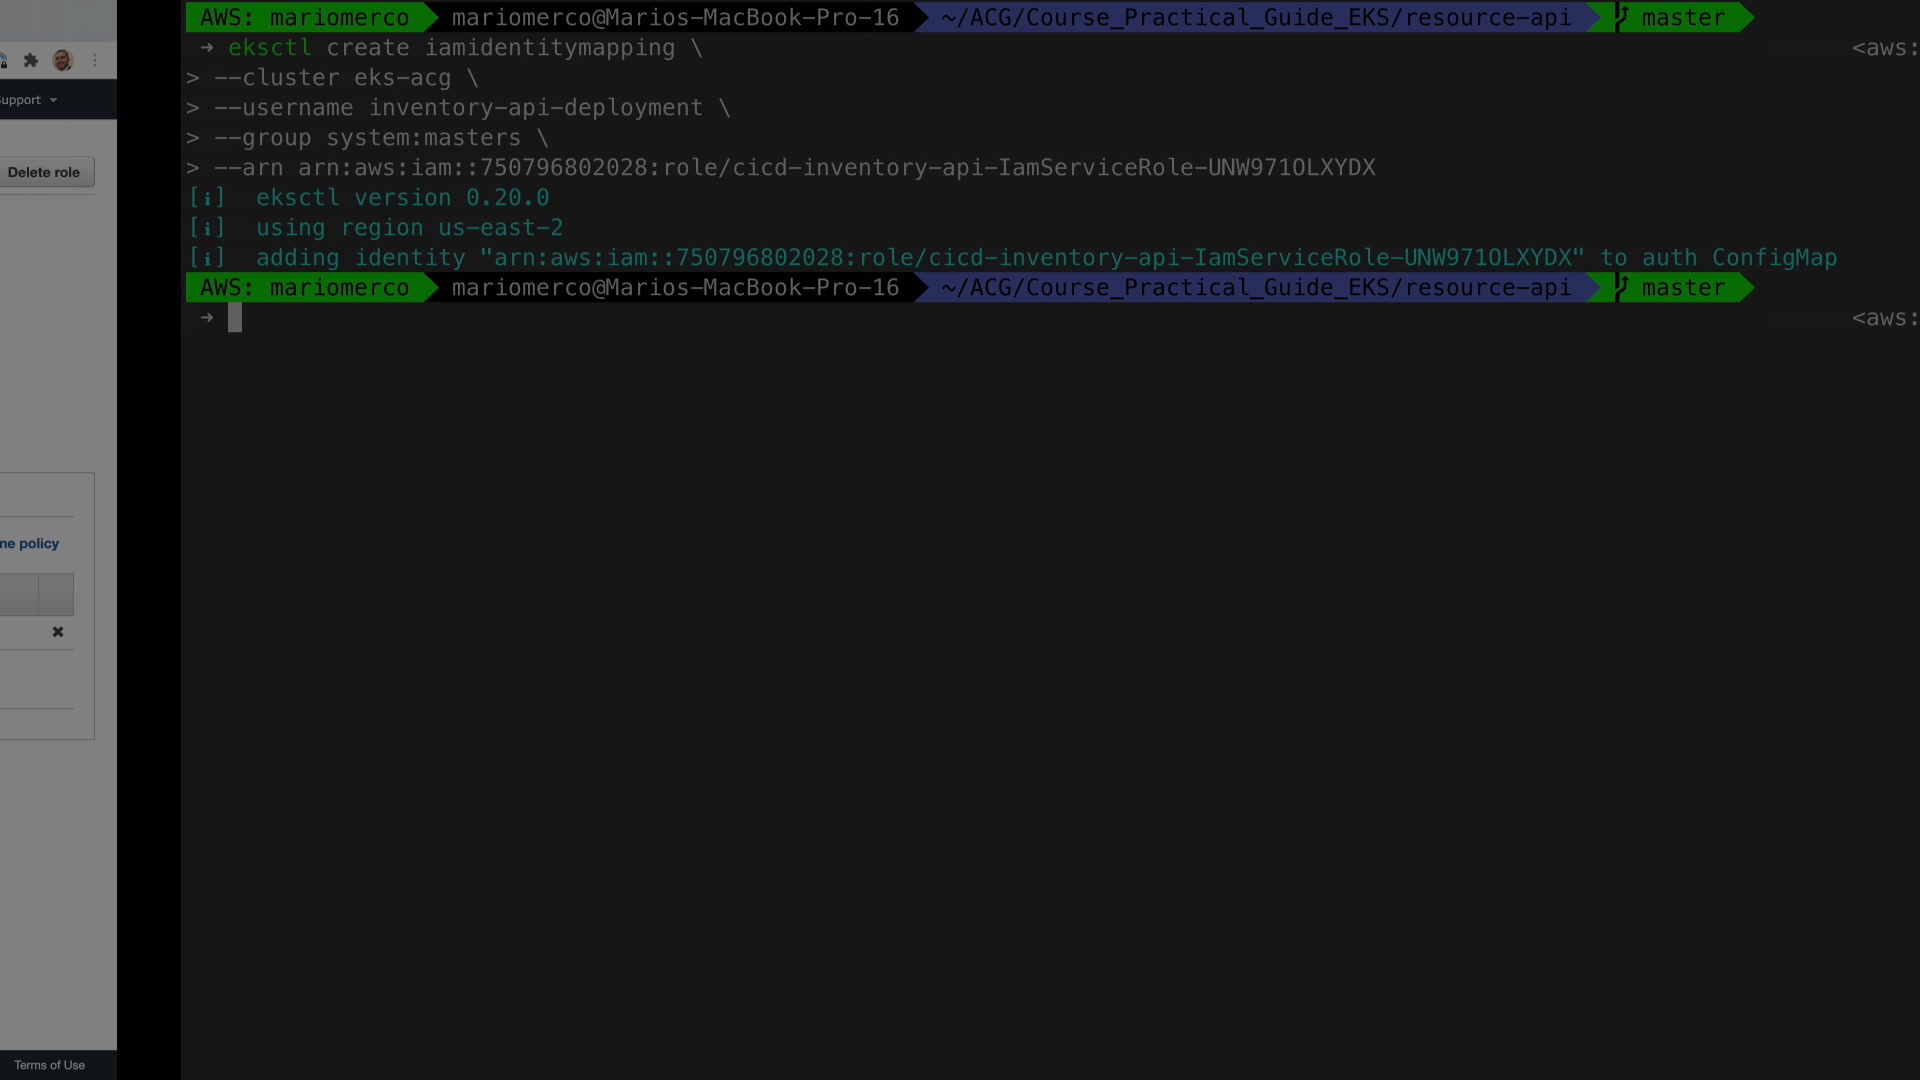 AWS: mariomerco mariomerco@Marios-MacBook-Pro-16 ~/ACG/Course_Practical_Guide_EKS/resource-api master
➜ eksctl create iamidentitymapping \ <aws:
> --cluster eks-acg \
> --username inventory-api-deployment \
> --group system:masters \
> --arn arn:aws:iam::750796802028:role/cicd-inventory-api-IamServiceRole-UNW971OLXYDX
[ℹ] eksctl version 0.20.0
[ℹ] using region us-east-2
[ℹ] adding identity "arn:aws:iam::750796802028:role/cicd-inventory-api-IamServiceRole-UNW971OLXYDX" to auth ConfigMap
AWS: mariomerco mariomerco@Marios-MacBook-Pro-16 ~/ACG/Course_Practical_Guide_EKS/resource-api master
➜ <aws:
upport
Delete role
ne policy
Terms of Use